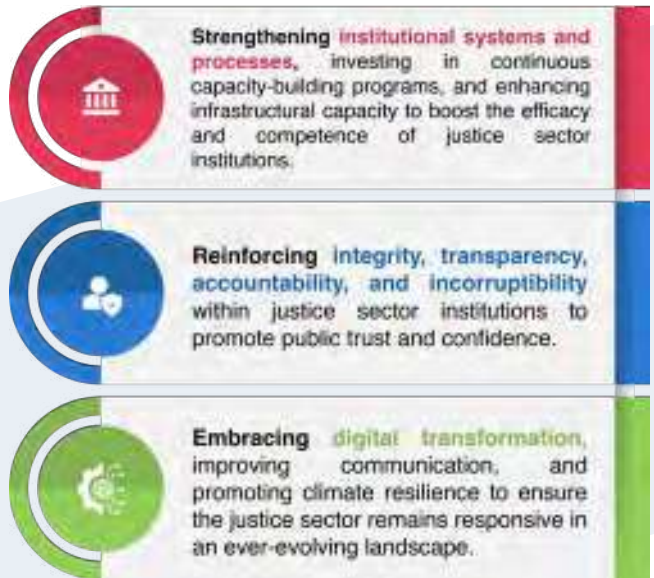 Strengthening institutional systems and
processes, investing in continuous
capacity-building programs, and enhancing
infrastructural capacity to boost the efficacy
and competence of justice sector
institutions.
Reinforcing integrity, transparency,
accountability, and incorruptibility
within justice sector institutions to
promote public trust and confidence.
Embracing digital transformation,
improving communication, and
promoting climate resilience to ensure
the justice sector remains responsive in
an ever-evolving landscape.